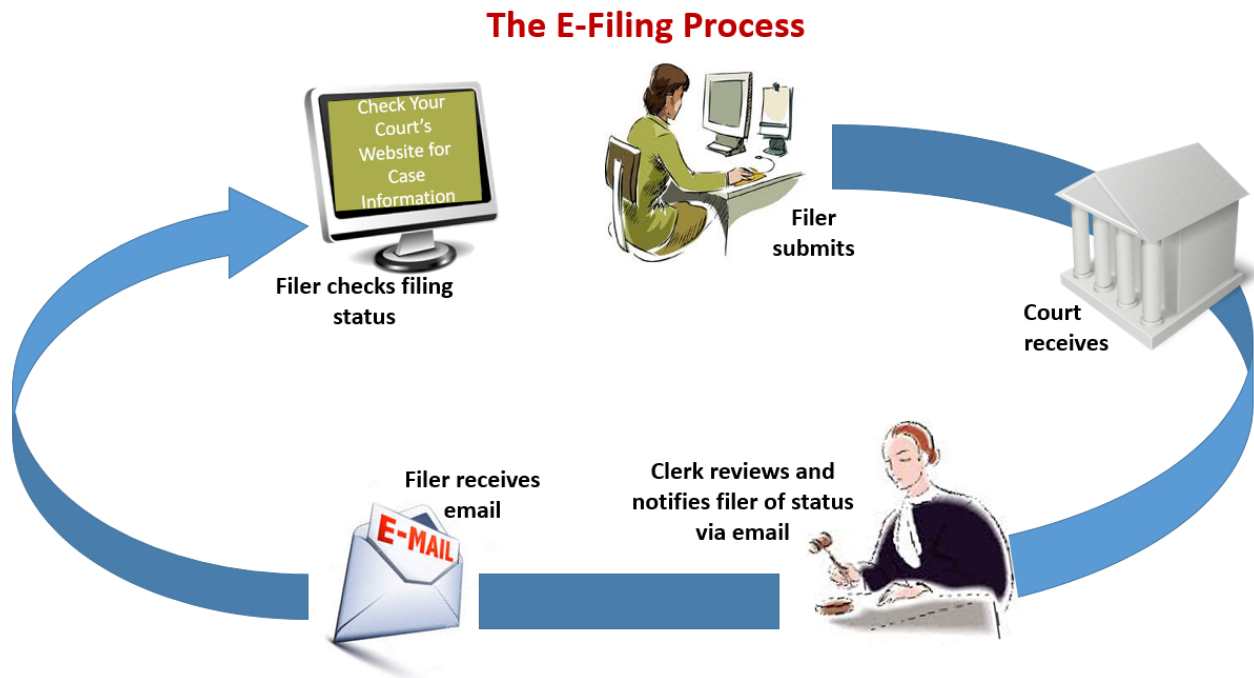 The E-Filing Process
Check Your
Court's
Website for
Case
Information
Filer checks filing
status
Filer
submits
Court
receives
Clerk reviews and
notifies filer of status
via email
Filer receives
email
E-MAIL